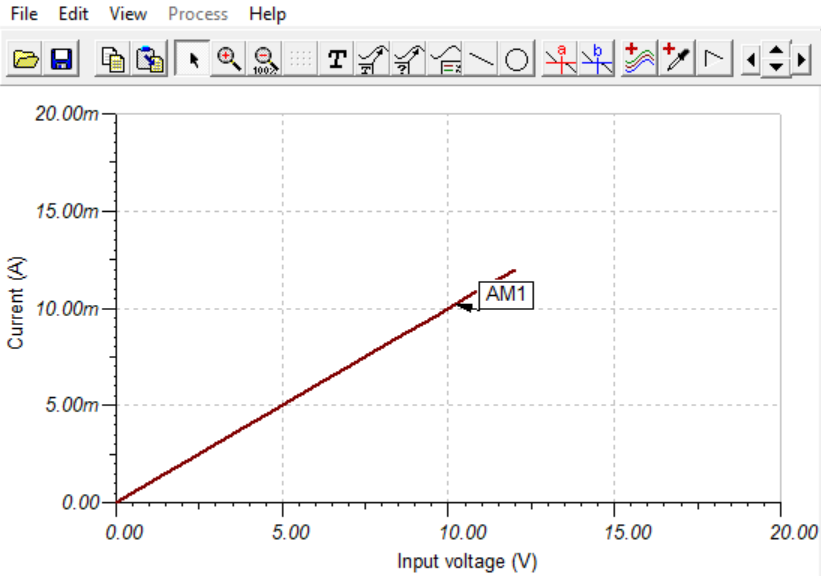 File Edit View Process Help
100% T T ? a b
20.00m
15.00m
AM1
10.00m
5.00m
0.00
0.00 5.00 10.00 15.00 20.00
Current (A)
Input voltage (V)